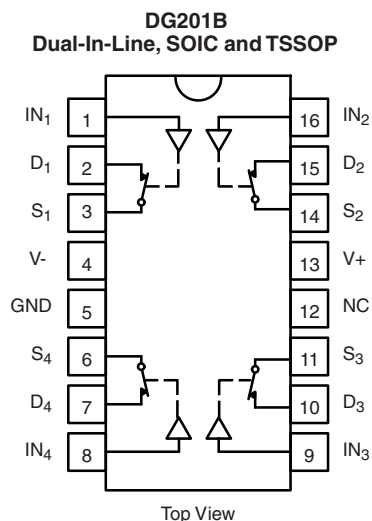 DG201B
Dual-In-Line, SOIC and TSSOP
IN₁ 1 16 IN₂
D₁ 2 15 D₂
S₁ 3 14 S₂
V- 4 13 V+
GND 5 12 NC
S₄ 6 11 S₃
D₄ 7 10 D₃
IN₄ 8 9 IN₃
Top View